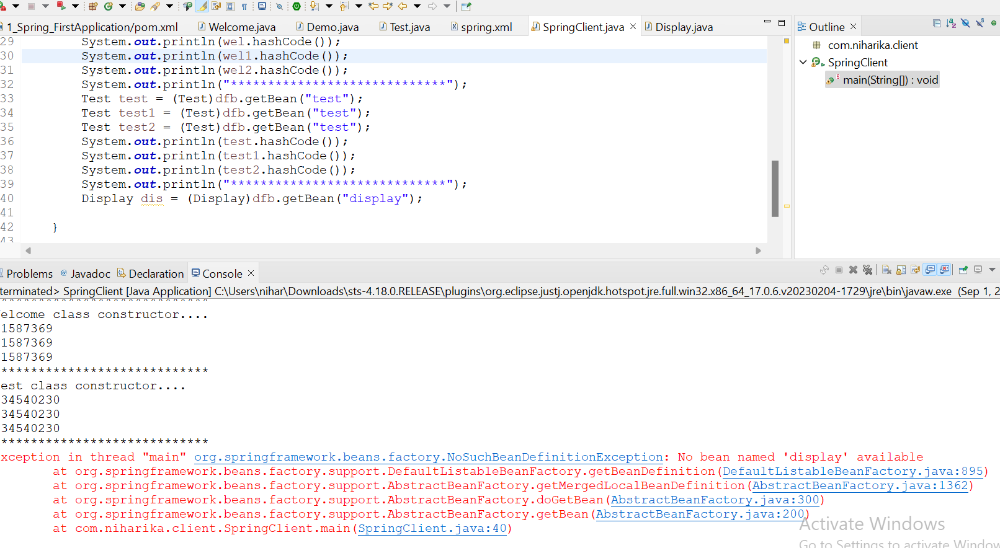 1_Spring_FirstApplication/pom.xml Welcome.java Demo.java Test.java spring.xml SpringClient.java Display.java
Outline
com.niharika.client
SpringClient
main(String[]) : void
29 System.out.println(wel.hashCode());
30 System.out.println(wel1.hashCode());
31 System.out.println(wel2.hashCode());
32 System.out.println("*****************************");
33 Test test = (Test)dfb.getBean("test");
34 Test test1 = (Test)dfb.getBean("test");
35 Test test2 = (Test)dfb.getBean("test");
36 System.out.println(test.hashCode());
37 System.out.println(test1.hashCode());
38 System.out.println(test2.hashCode());
39 System.out.println("*****************************");
40 Display dis = (Display)dfb.getBean("display");
41
42 }
43
Problems Javadoc Declaration Console
terminated> SpringClient [Java Application] C:\Users\nihar\Downloads\sts-4.18.0.RELEASE\plugins\org.eclipse.justj.openjdk.hotspot.jre.full.win32.x86_64_17.0.6.v20230204-1729\jre\bin\javaw.exe (Sep 1, 2
****************************
elcome class constructor....
1587369
1587369
1587369
****************************
est class constructor....
34540230
34540230
34540230
****************************
xception in thread "main" org.springframework.beans.factory.NoSuchBeanDefinitionException: No bean named 'display' available
at org.springframework.beans.factory.support.DefaultListableBeanFactory.getBeanDefinition(DefaultListableBeanFactory.java:895)
at org.springframework.beans.factory.support.AbstractBeanFactory.getMergedLocalBeanDefinition(AbstractBeanFactory.java:1362)
at org.springframework.beans.factory.support.AbstractBeanFactory.doGetBean(AbstractBeanFactory.java:300)
at org.springframework.beans.factory.support.AbstractBeanFactory.getBean(AbstractBeanFactory.java:200)
at com.niharika.client.SpringClient.main(SpringClient.java:40)
Activate Windows
Go to Settings to activate Window